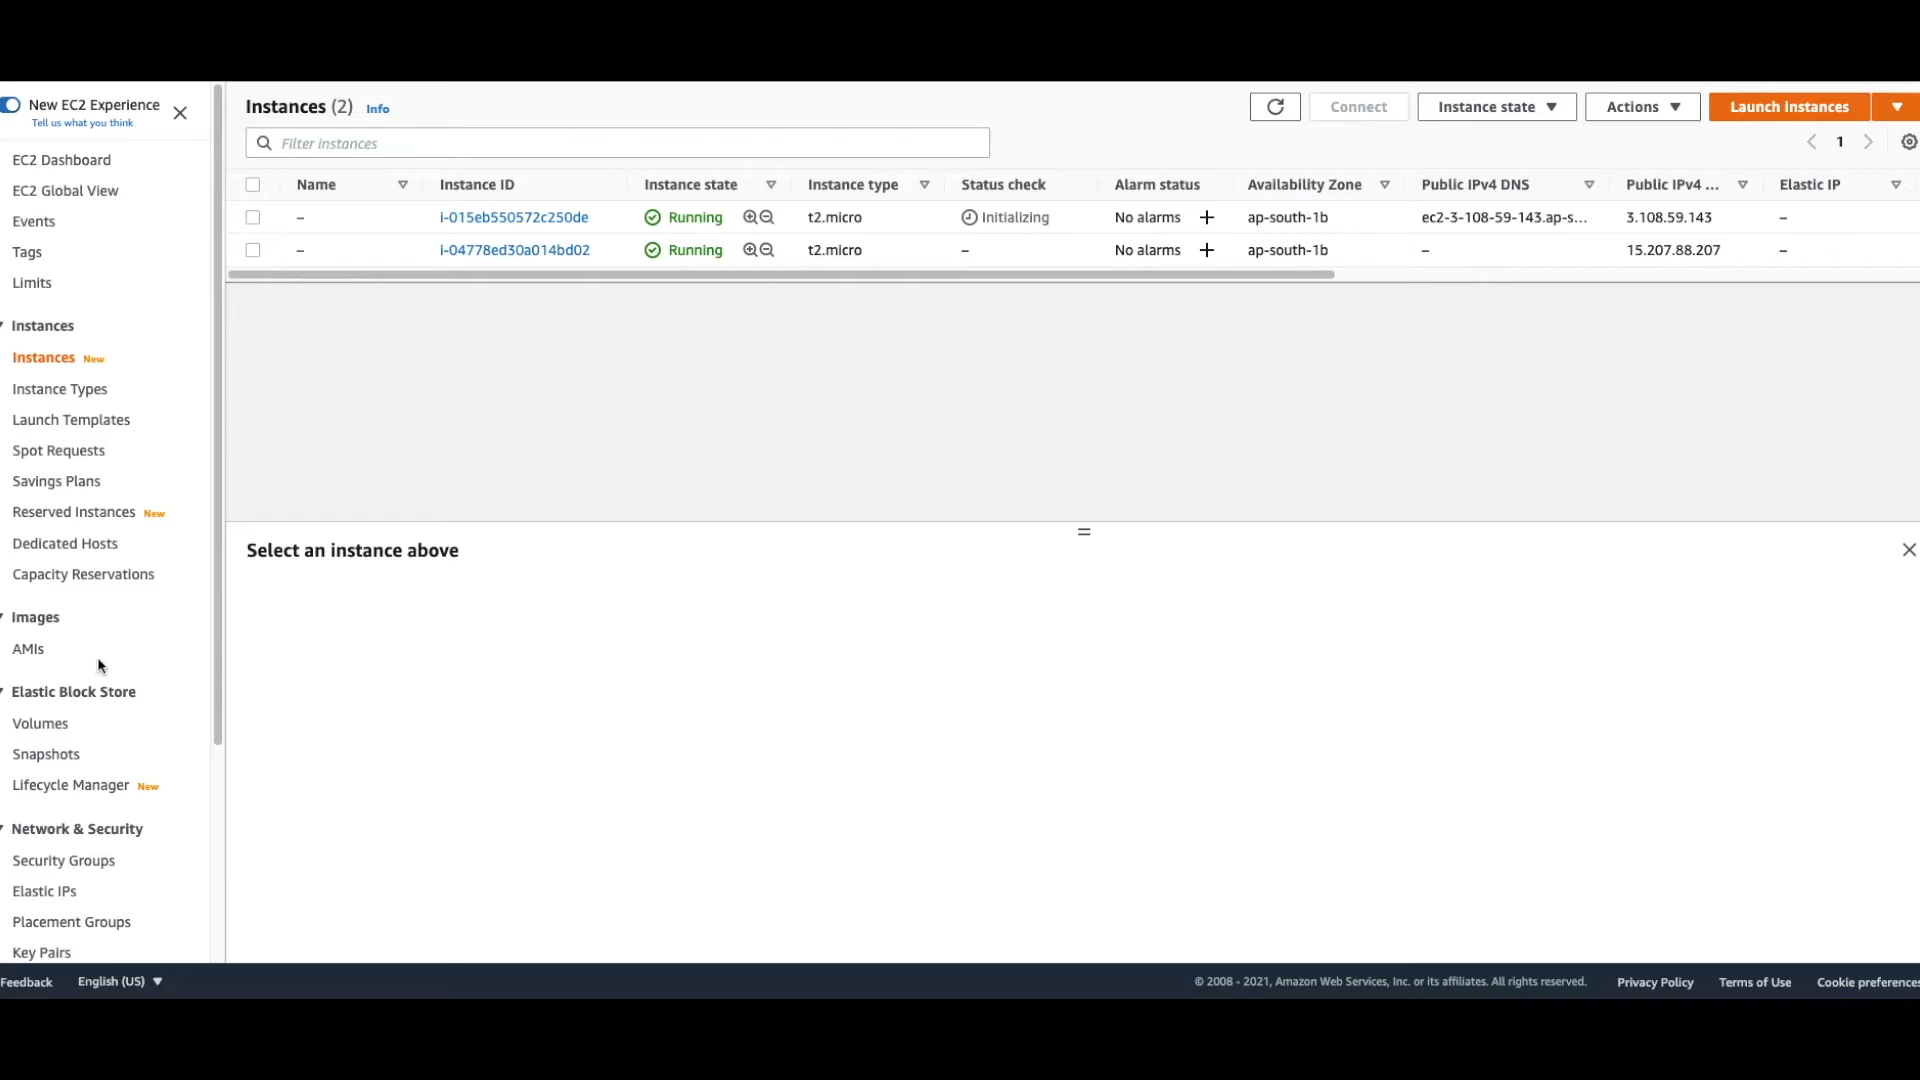 New EC2 Experience
Tell us what you think
EC2 Dashboard
EC2 Global View
Events
Tags
Limits
Instances
Instances New
Instance Types
Launch Templates
Spot Requests
Savings Plans
Reserved Instances New
Dedicated Hosts
Capacity Reservations
Images
AMIs
Elastic Block Store
Volumes
Snapshots
Lifecycle Manager New
Network & Security
Security Groups
Elastic IPs
Placement Groups
Key Pairs
Instances (2) Info
Connect Instance state Actions Launch instances
Filter instances
1
Name Instance ID Instance state Instance type Status check Alarm status Availability Zone Public IPv4 DNS Public IPv4 ... Elastic IP
– i-015eb550572c250de Running t2.micro Initializing No alarms + ap-south-1b ec2-3-108-59-143.ap-s... 3.108.59.143 –
– i-04778ed30a014bd02 Running t2.micro – No alarms + ap-south-1b – 15.207.88.207 –
Select an instance above
Feedback English (US) © 2008 - 2021, Amazon Web Services, Inc. or its affiliates. All rights reserved. Privacy Policy Terms of Use Cookie preferences